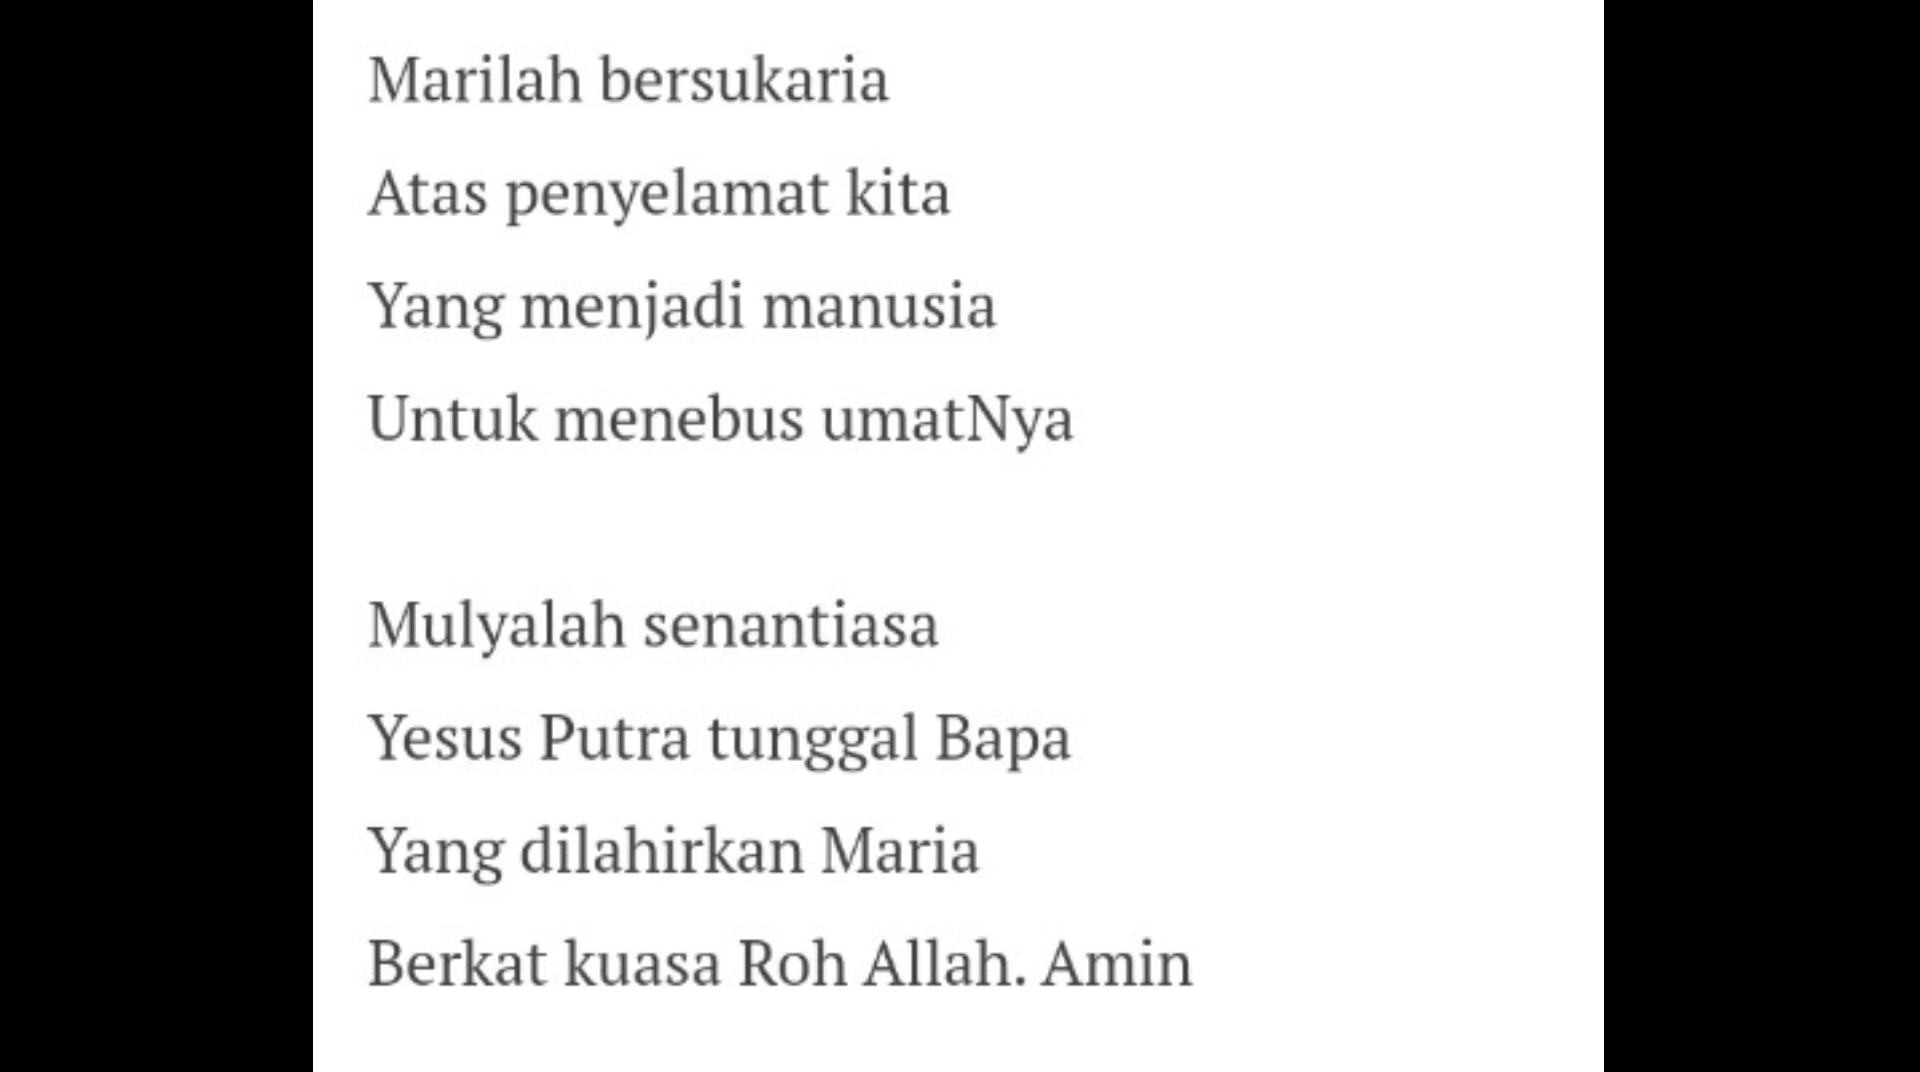 Marilah bersukaria
Atas penyelamat kita
Yang menjadi manusia
Untuk menebus umatNya
Mulyalah senantiasa
Yesus Putra tunggal Bapa
Yang dilahirkan Maria
Berkat kuasa Roh Allah. Amin